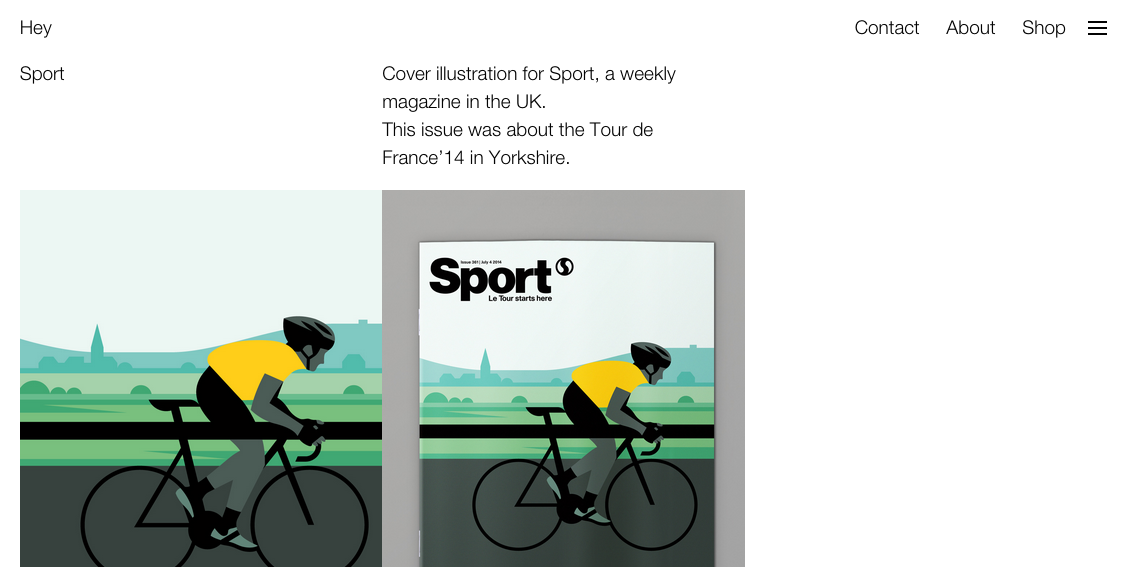 Hey
Contact
About
Shop
Sport
Cover illustration for Sport, a weekly
magazine in the UK.
This issue was about the Tour de
France’14 in Yorkshire.
Issue 361 | July 4 2014
Sport
Le Tour starts here